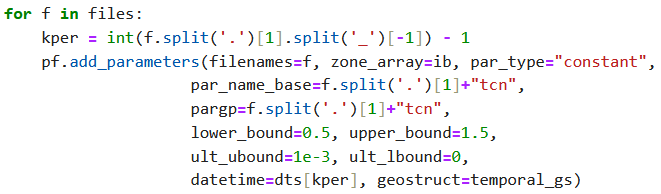 for f in files:
    kper = int(f.split('.')[1].split('_')[-1]) - 1
    pf.add_parameters(filenames=f, zone_array=ib, par_type="constant",
                      par_name_base=f.split('.')[1]+"tcn",
                      pargp=f.split('.')[1]+"tcn",
                      lower_bound=0.5, upper_bound=1.5,
                      ult_ubound=1e-3, ult_lbound=0,
                      datetime=dts[kper], geostruct=temporal_gs)